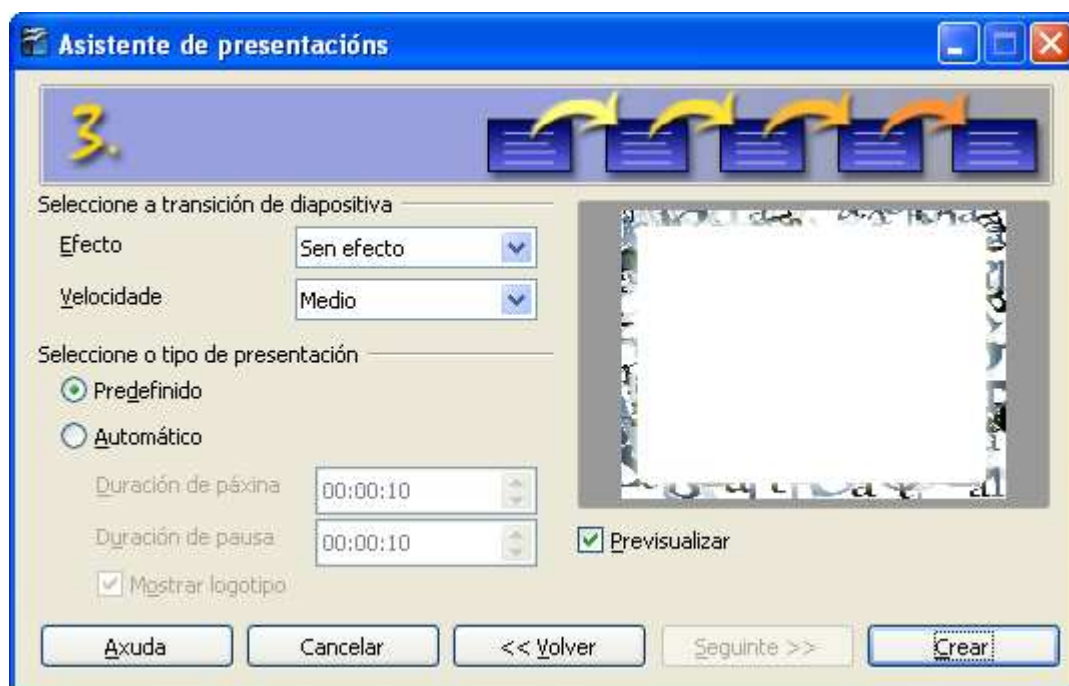 Asistente de presentacións
3.
Seleccione a transición de diapositiva
Efecto
Sen efecto
Velocidade
Medio
Seleccione o tipo de presentación
Predefinido
Automático
Duración de páxina
00:00:10
Duración de pausa
00:00:10
Mostrar logotipo
Previsualizar
Axuda
Cancelar
<< Volver
Seguinte >>
Crear